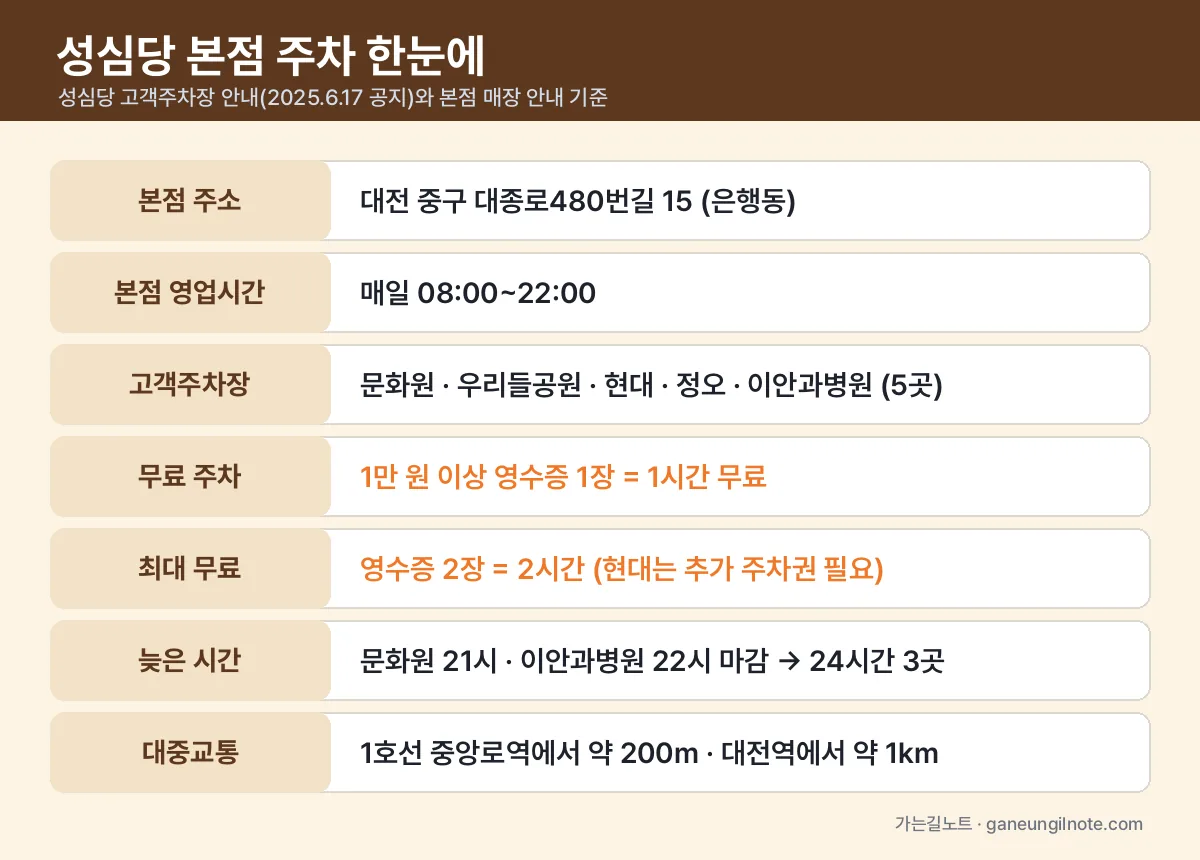 성심당 본점 주차 한눈에
성심당 고객주차장 안내(2025.6.17 공지)와 본점 매장 안내 기준
본점 주소
대전 중구 대종로480번길 15 (은행동)
본점 영업시간
매일 08:00~22:00
고객주차장
문화원 · 우리들공원 · 현대 · 정오 · 이안과병원 (5곳)
무료 주차
1만 원 이상 영수증 1장 = 1시간 무료
최대 무료
영수증 2장 = 2시간 (현대는 추가 주차권 필요)
늦은 시간
문화원 21시 · 이안과병원 22시 마감 → 24시간 3곳
대중교통
1호선 중앙로역에서 약 200m · 대전역에서 약 1km
가는길노트 · ganeungilnote.com